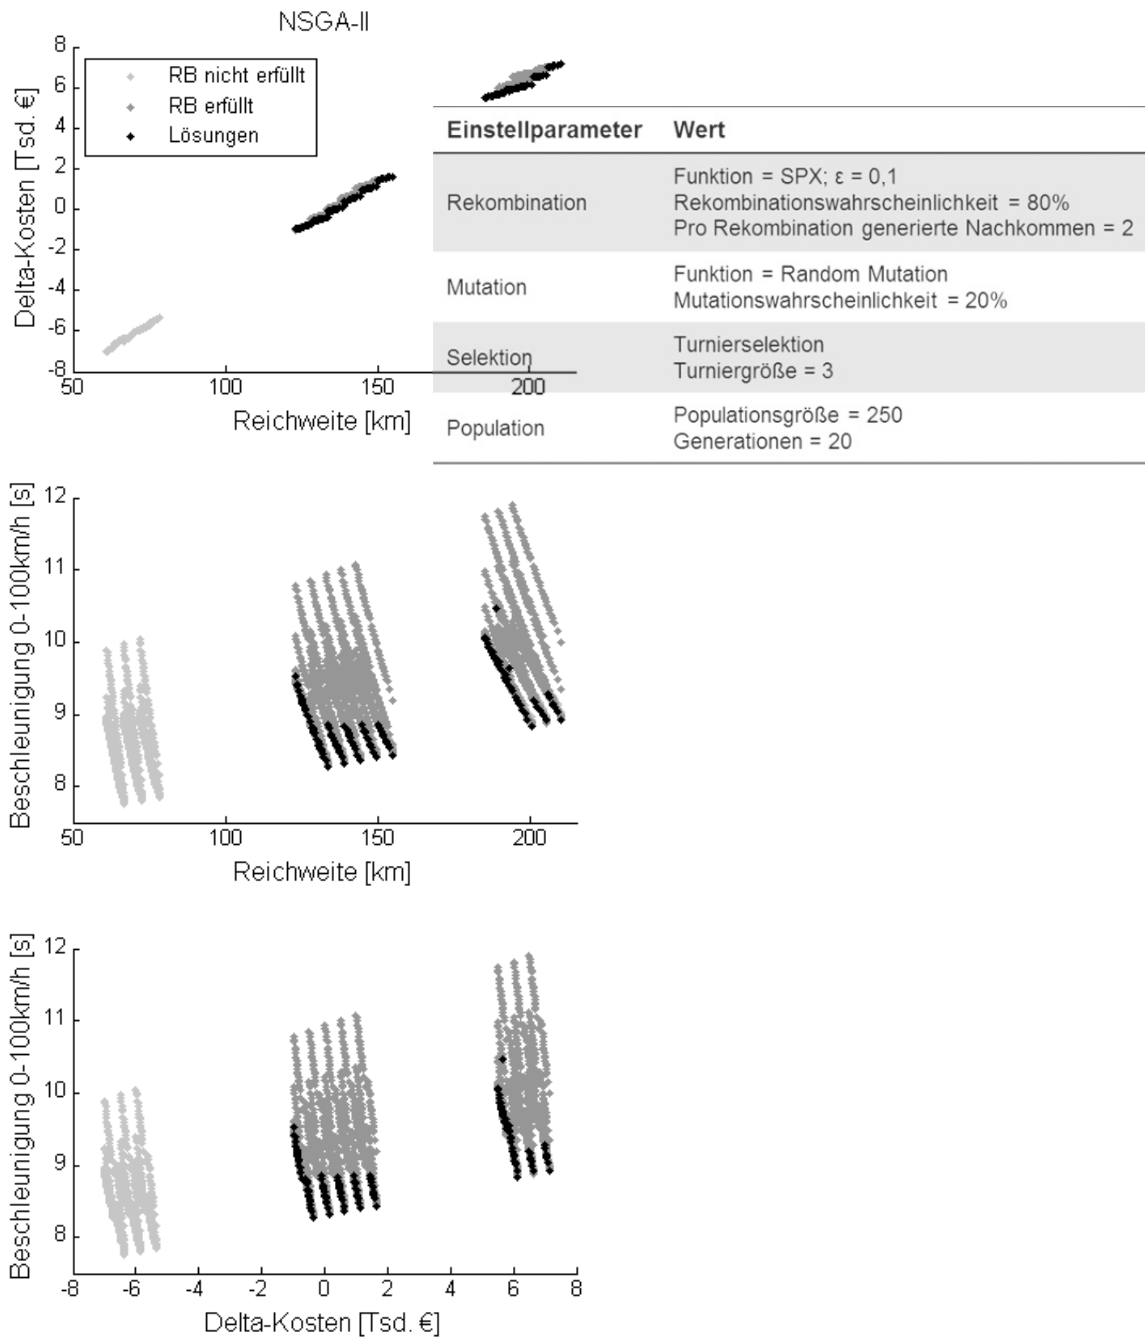 NSGA-II
8
6
4
2
0
-2
-4
-6
-8
Delta-Kosten [Tsd. €]
RB nicht erfüllt
RB erfüllt
Lösungen
50
100
150
200
Reichweite [km]
Einstellparameter Wert
Rekombination
Funktion = SPX; ε = 0,1
Rekombinationswahrscheinlichkeit = 80%
Pro Rekombination generierte Nachkommen = 2
Mutation
Funktion = Random Mutation
Mutationswahrscheinlichkeit = 20%
Selektion
Turnierselektion
Turniergröße = 3
Population
Populationsgröße = 250
Generationen = 20
12
11
10
9
8
Beschleunigung 0-100km/h [s]
50
100
150
200
Reichweite [km]
12
11
10
9
8
Beschleunigung 0-100km/h [s]
-8
-6
-4
-2
0
2
4
6
8
Delta-Kosten [Tsd. €]